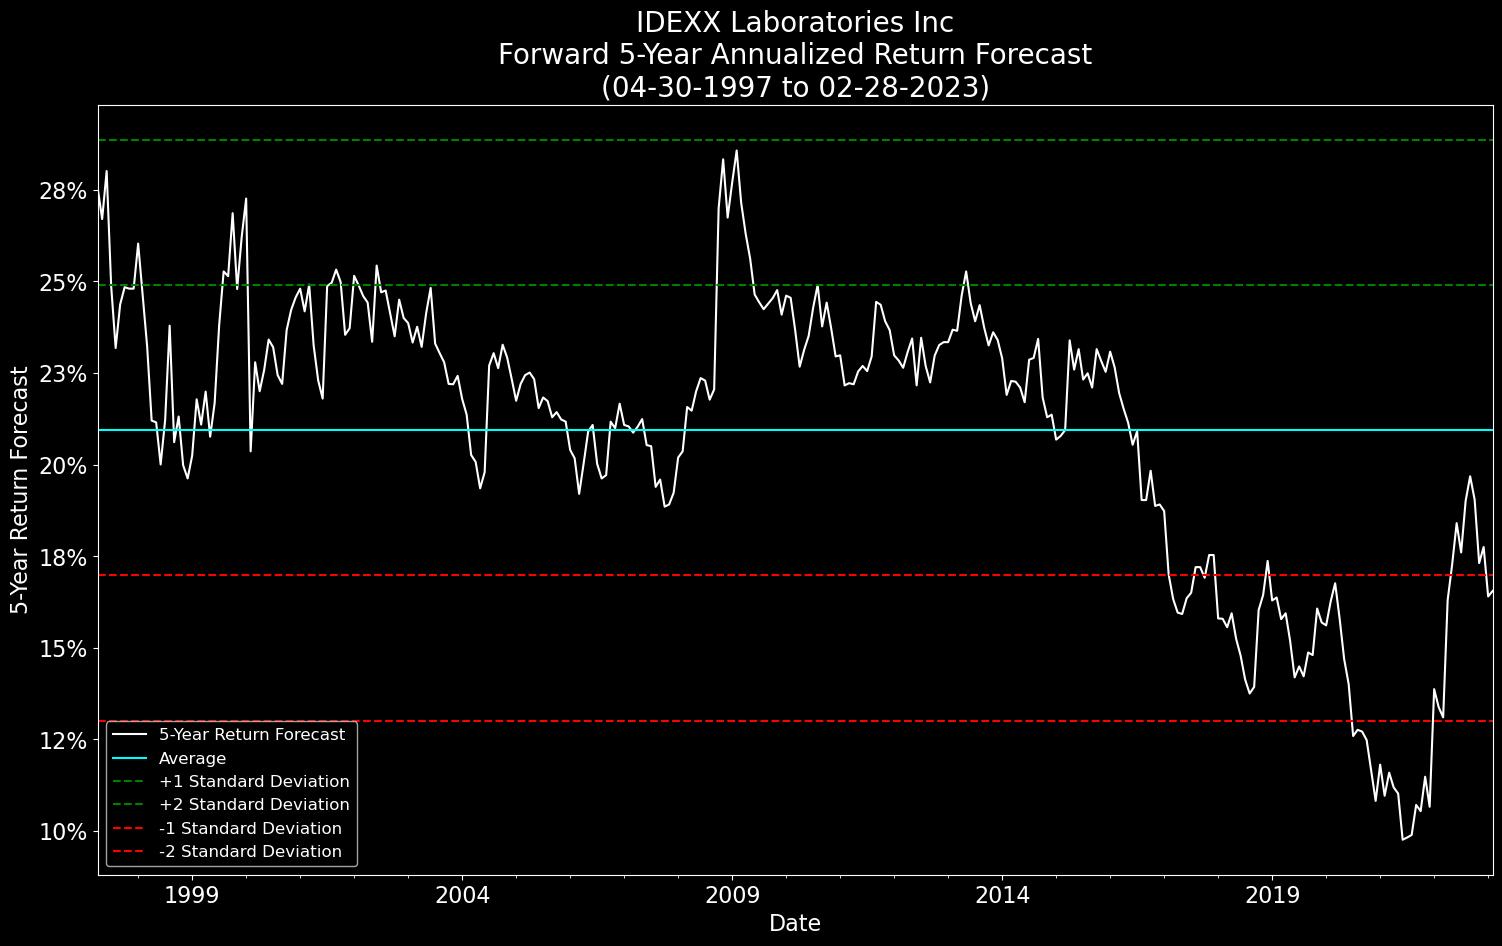 IDEXX Laboratories Inc
Forward 5-Year Annualized Return Forecast
(04-30-1997 to 02-28-2023)
5-Year Return Forecast
28%
25%
23%
20%
18%
15%
12%
10%
5-Year Return Forecast
Average
+1 Standard Deviation
+2 Standard Deviation
-1 Standard Deviation
-2 Standard Deviation
1999
2004
2009
2014
2019
Date